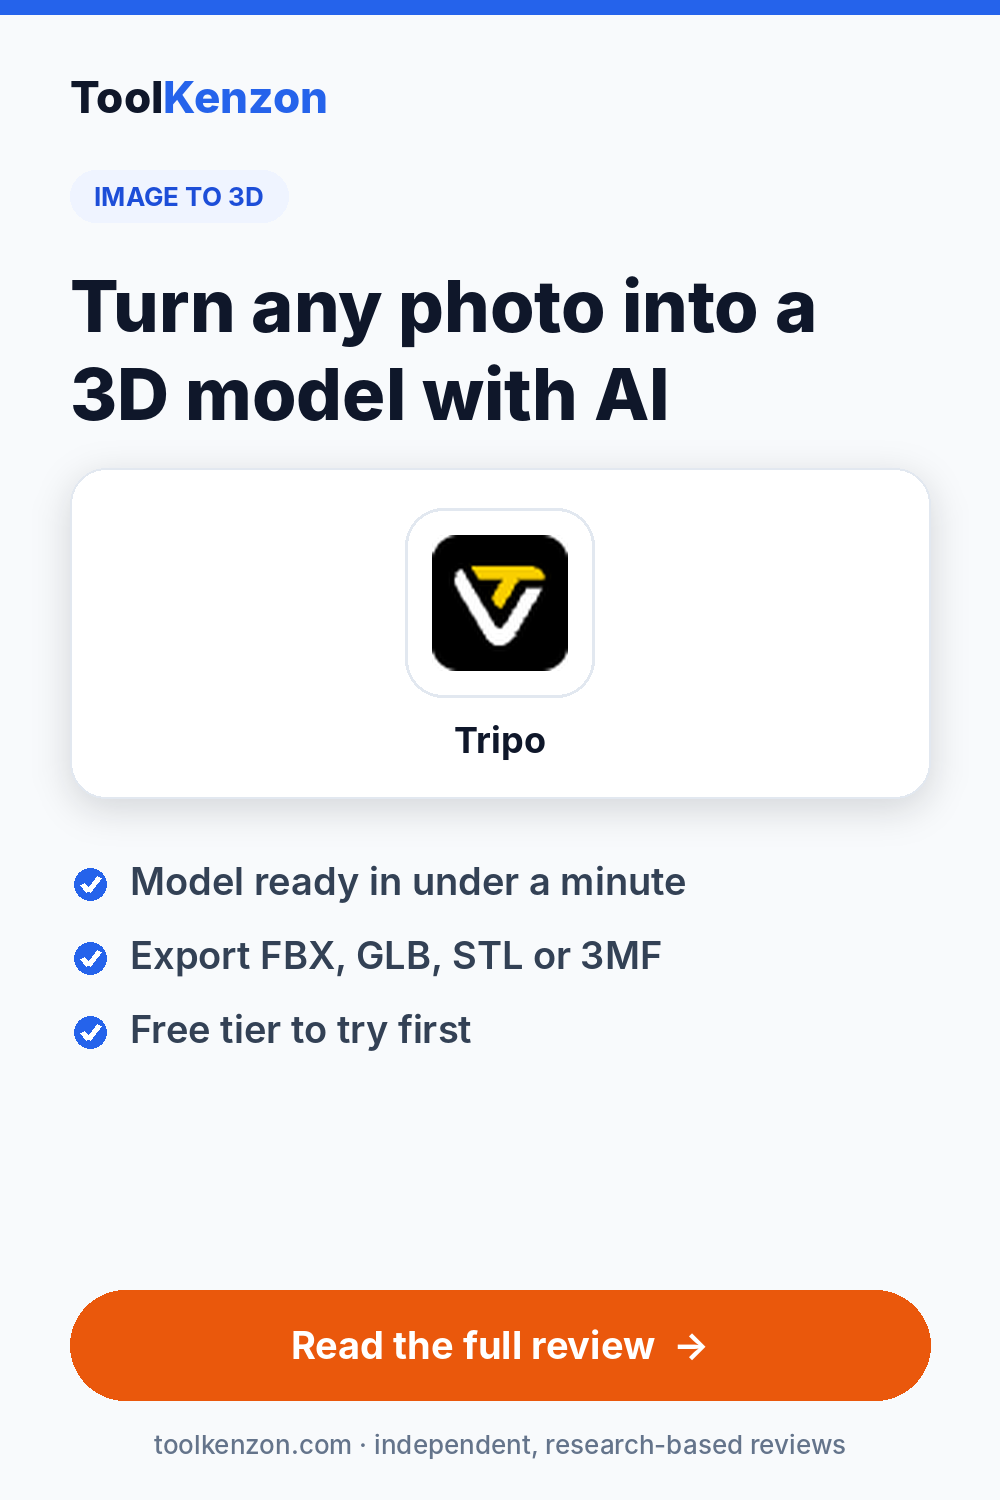 ToolKenzon
IMAGE TO 3D
Turn any photo into a
3D model with AI
Tripo
Model ready in under a minute
Export FBX, GLB, STL or 3MF
Free tier to try first
Read the full review →
toolkenzon.com · independent, research-based reviews